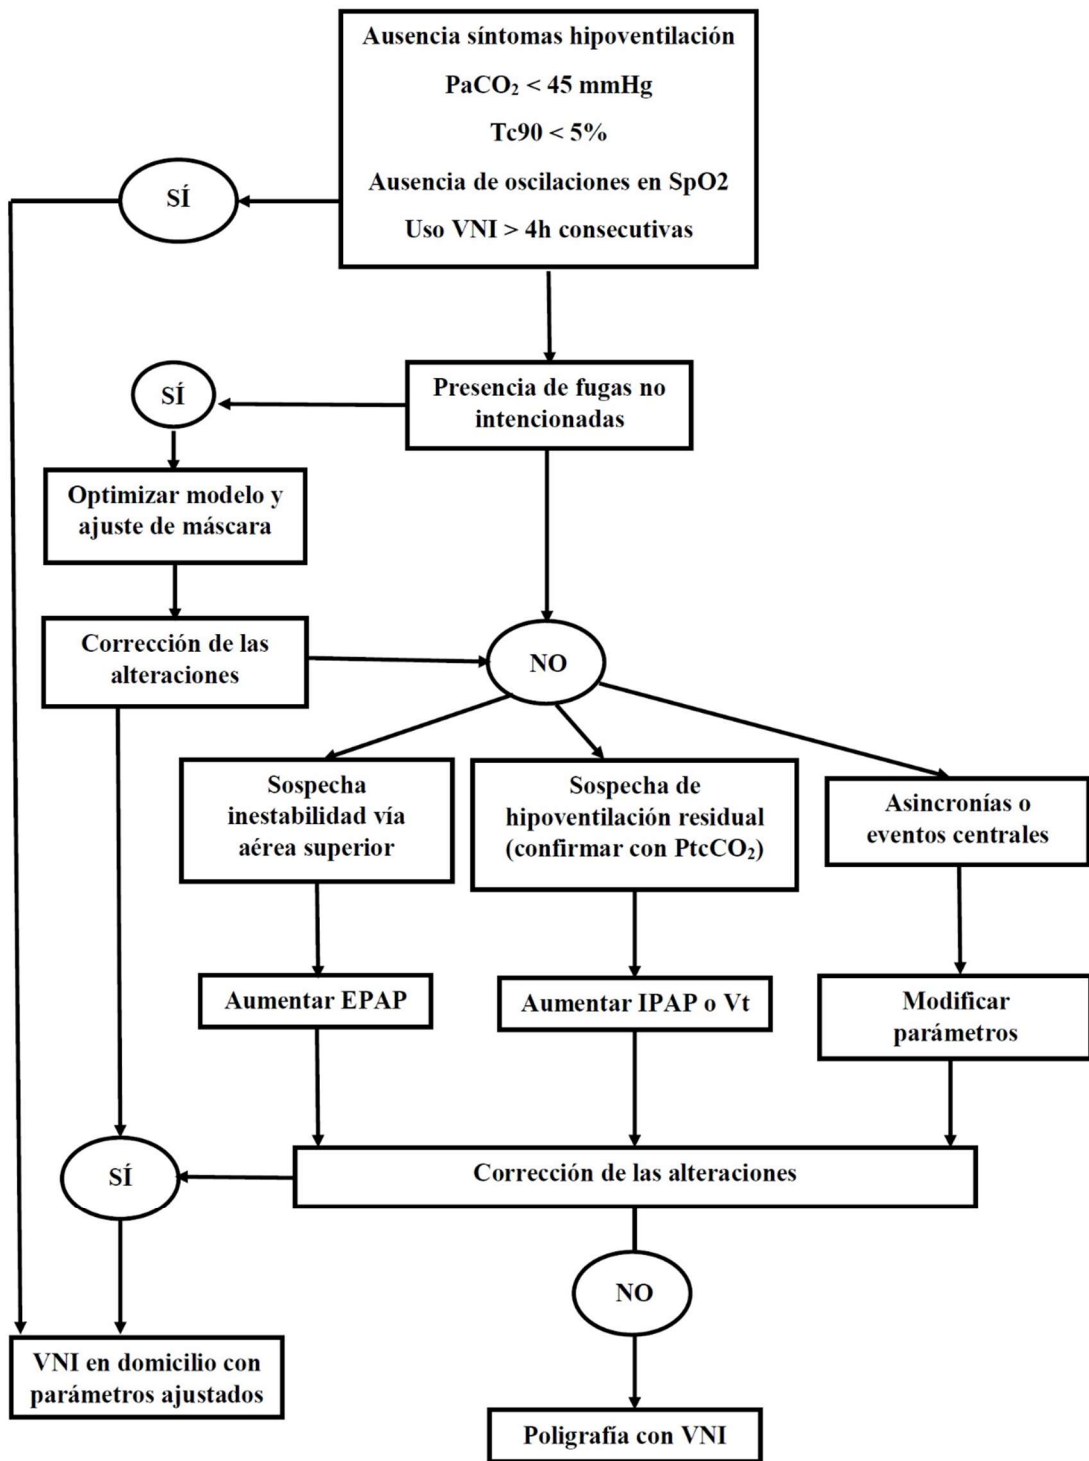 Ausencia síntomas hipoventilación
PaCO₂ < 45 mmHg
Tc90 < 5%
Ausencia de oscilaciones en SpO2
Uso VNI > 4h consecutivas
SÍ
Presencia de fugas no
intencionadas
SÍ
Optimizar modelo y
ajuste de máscara
Corrección de las
alteraciones
NO
Sospecha
inestabilidad vía
aérea superior
Sospecha de
hipoventilación residual
(confirmar con PtcCO₂)
Asincronías o
eventos centrales
Aumentar EPAP
Aumentar IPAP o Vt
Modificar
parámetros
Corrección de las alteraciones
SÍ
NO
VNI en domicilio con
parámetros ajustados
Poligrafía con VNI